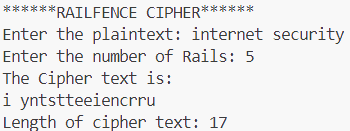 ******RAILFENCE CIPHER******
Enter the plaintext: internet security
Enter the number of Rails: 5
The Cipher text is:
i yntstteeiencrru
Length of cipher text: 17